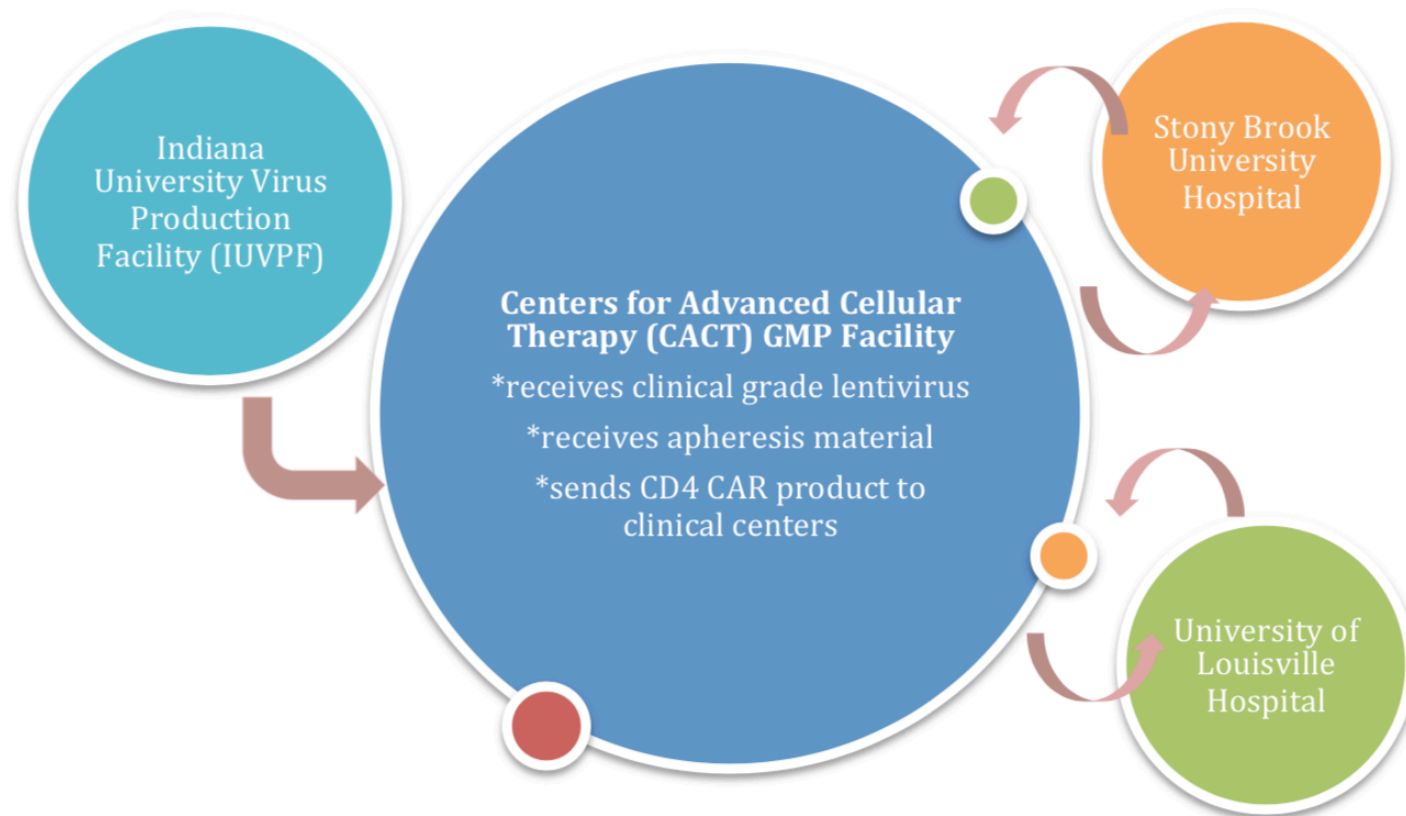 Indiana
University Virus
Production
Facility (IUVPF)
Centers for Advanced Cellular
Therapy (CACT) GMP Facility
*receives clinical grade lentivirus
*receives apheresis material
*sends CD4 CAR product to
clinical centers
Stony Brook
University
Hospital
University of
Louisville
Hospital